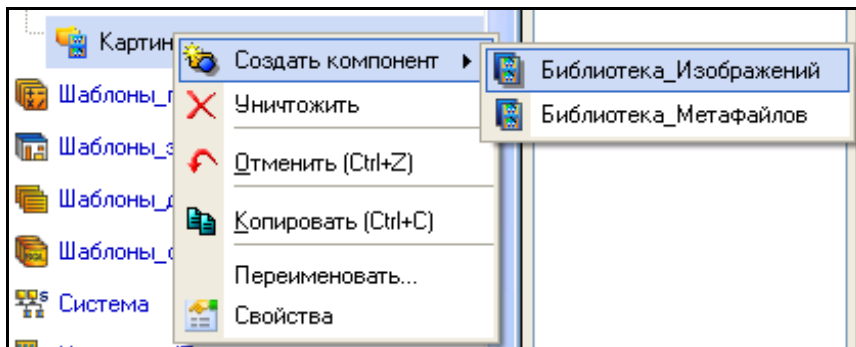 Картин
Создать компонент
Библиотека_Изображений
Шаблоны_
Уничтожить
Библиотека_Метафайлов
Шаблоны_
Отменить (Ctrl+Z)
Шаблоны_
Копировать (Ctrl+C)
Шаблоны_
Переименовать...
Система
Свойства